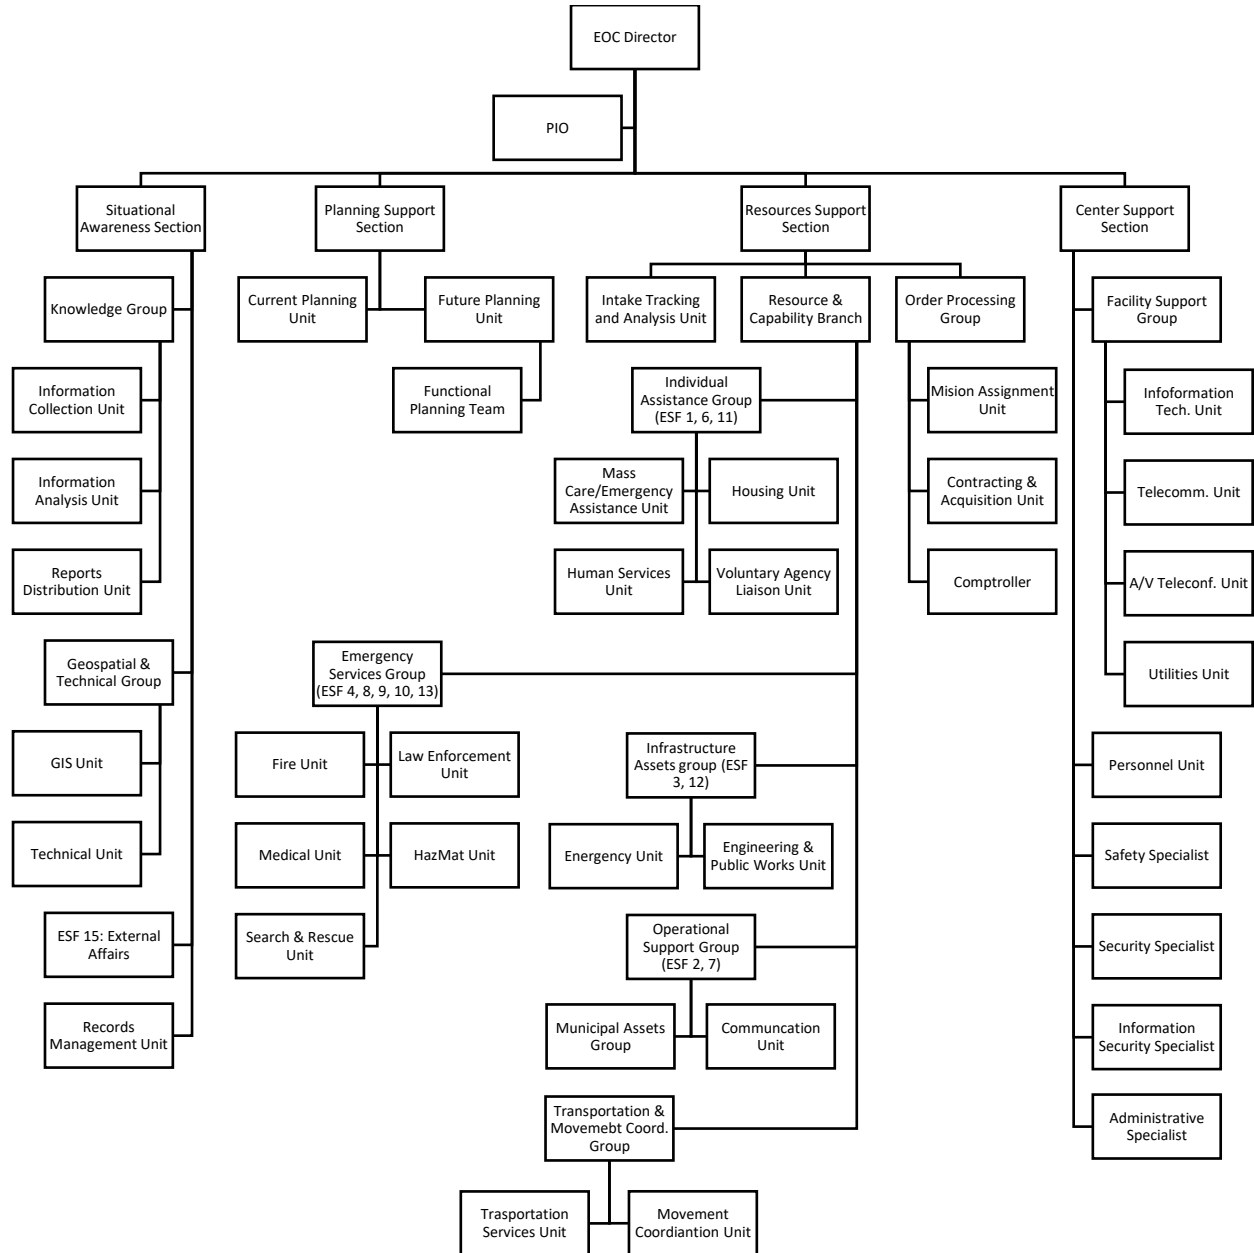 EOC Director
PIO
Situational
Awareness Section
Planning Support
Section
Resources Support
Section
Center Support
Section
Knowledge Group
Current Planning
Unit
Future Planning
Unit
Intake Tracking
and Analysis Unit
Resource &
Capability Branch
Order Processing
Group
Facility Support
Group
Information
Collection Unit
Functional
Planning Team
Individual
Assistance Group
(ESF 1, 6, 11)
Mision Assignment
Unit
Infoformation
Tech. Unit
Information
Analysis Unit
Mass
Care/Emergency
Assistance Unit
Housing Unit
Contracting &
Acquisition Unit
Telecomm. Unit
Reports
Distribution Unit
Human Services
Unit
Voluntary Agency
Liaison Unit
Comptroller
A/V Teleconf. Unit
Geospatial &
Technical Group
Emergency
Services Group
(ESF 4, 8, 9, 10, 13)
Utilities Unit
GIS Unit
Fire Unit
Law Enforcement
Unit
Infrastructure
Assets group (ESF
3, 12)
Personnel Unit
Technical Unit
Medical Unit
HazMat Unit
Emergency Unit
Engineering &
Public Works Unit
Safety Specialist
ESF 15: External
Affairs
Search & Rescue
Unit
Operational
Support Group
(ESF 2, 7)
Security Specialist
Records
Management Unit
Municipal Assets
Group
Communcation
Unit
Information
Security Specialist
Transportation &
Movemebt Coord.
Group
Administrative
Specialist
Trasportation
Services Unit
Movement
Coordiantion Unit